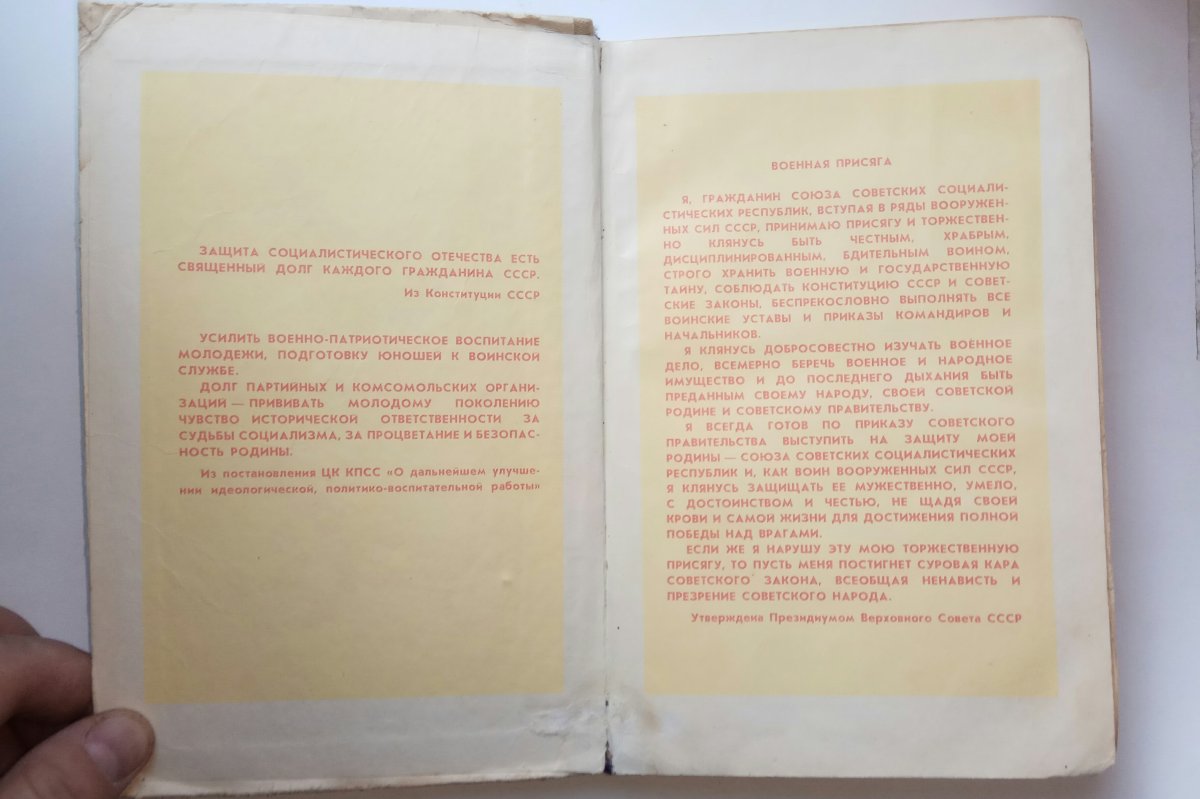 ЗАЩИТА СОЦИАЛИСТИЧЕСКОГО ОТЕЧЕСТВА ЕСТЬ
СВЯЩЕННЫЙ ДОЛГ КАЖДОГО ГРАЖДАНИНА СССР.
Из Конституции СССР
УСИЛИТЬ ВОЕННО-ПАТРИОТИЧЕСКОЕ ВОСПИТАНИЕ
МОЛОДЕЖИ, ПОДГОТОВКУ ЮНОШЕЙ К ВОИНСКОЙ
СЛУЖБЕ.
ДОЛГ ПАРТИЙНЫХ И КОМСОМОЛЬСКИХ ОРГАНИ-
ЗАЦИЙ — ПРИВИВАТЬ МОЛОДОМУ ПОКОЛЕНИЮ
ЧУВСТВО ИСТОРИЧЕСКОЙ ОТВЕТСТВЕННОСТИ ЗА
СУДЬБЫ СОЦИАЛИЗМА, ЗА ПРОЦВЕТАНИЕ И БЕЗОПАС-
НОСТЬ РОДИНЫ.
Из постановления ЦК КПСС «О дальнейшем улучше-
нии идеологической, политико-воспитательной работы»
ВОЕННАЯ ПРИСЯГА
Я, ГРАЖДАНИН СОЮЗА СОВЕТСКИХ СОЦИАЛИ-
СТИЧЕСКИХ РЕСПУБЛИК, ВСТУПАЯ В РЯДЫ ВООРУЖЕН-
НЫХ СИЛ СССР, ПРИНИМАЮ ПРИСЯГУ И ТОРЖЕСТВЕН-
НО КЛЯНУСЬ БЫТЬ ЧЕСТНЫМ, ХРАБРЫМ,
ДИСЦИПЛИНИРОВАННЫМ, БДИТЕЛЬНЫМ ВОИНОМ,
СТРОГО ХРАНИТЬ ВОЕННУЮ И ГОСУДАРСТВЕННУЮ
ТАЙНУ, СОБЛЮДАТЬ КОНСТИТУЦИЮ СССР И СОВЕТ-
СКИЕ ЗАКОНЫ, БЕСПРЕКОСЛОВНО ВЫПОЛНЯТЬ ВСЕ
ВОИНСКИЕ УСТАВЫ И ПРИКАЗЫ КОМАНДИРОВ И
НАЧАЛЬНИКОВ.
Я КЛЯНУСЬ ДОБРОСОВЕСТНО ИЗУЧАТЬ ВОЕННОЕ
ДЕЛО, ВСЕМЕРНО БЕРЕЧЬ ВОЕННОЕ И НАРОДНОЕ
ИМУЩЕСТВО И ДО ПОСЛЕДНЕГО ДЫХАНИЯ БЫТЬ
ПРЕДАННЫМ СВОЕМУ НАРОДУ, СВОЕЙ СОВЕТСКОЙ
РОДИНЕ И СОВЕТСКОМУ ПРАВИТЕЛЬСТВУ.
Я ВСЕГДА ГОТОВ ПО ПРИКАЗУ СОВЕТСКОГО
ПРАВИТЕЛЬСТВА ВЫСТУПИТЬ НА ЗАЩИТУ МОЕЙ
РОДИНЫ — СОЮЗА СОВЕТСКИХ СОЦИАЛИСТИЧЕСКИХ
РЕСПУБЛИК И, КАК ВОИН ВООРУЖЕННЫХ СИЛ СССР,
Я КЛЯНУСЬ ЗАЩИЩАТЬ ЕЕ МУЖЕСТВЕННО, УМЕЛО,
С ДОСТОИНСТВОМ И ЧЕСТЬЮ, НЕ ЩАДЯ СВОЕЙ
КРОВИ И САМОЙ ЖИЗНИ ДЛЯ ДОСТИЖЕНИЯ ПОЛНОЙ
ПОБЕДЫ НАД ВРАГАМИ.
ЕСЛИ ЖЕ Я НАРУШУ ЭТУ МОЮ ТОРЖЕСТВЕННУЮ
ПРИСЯГУ, ТО ПУСТЬ МЕНЯ ПОСТИГНЕТ СУРОВАЯ КАРА
СОВЕТСКОГО ЗАКОНА, ВСЕОБЩАЯ НЕНАВИСТЬ И
ПРЕЗРЕНИЕ СОВЕТСКОГО НАРОДА.
Утверждена Президиумом Верховного Совета СССР